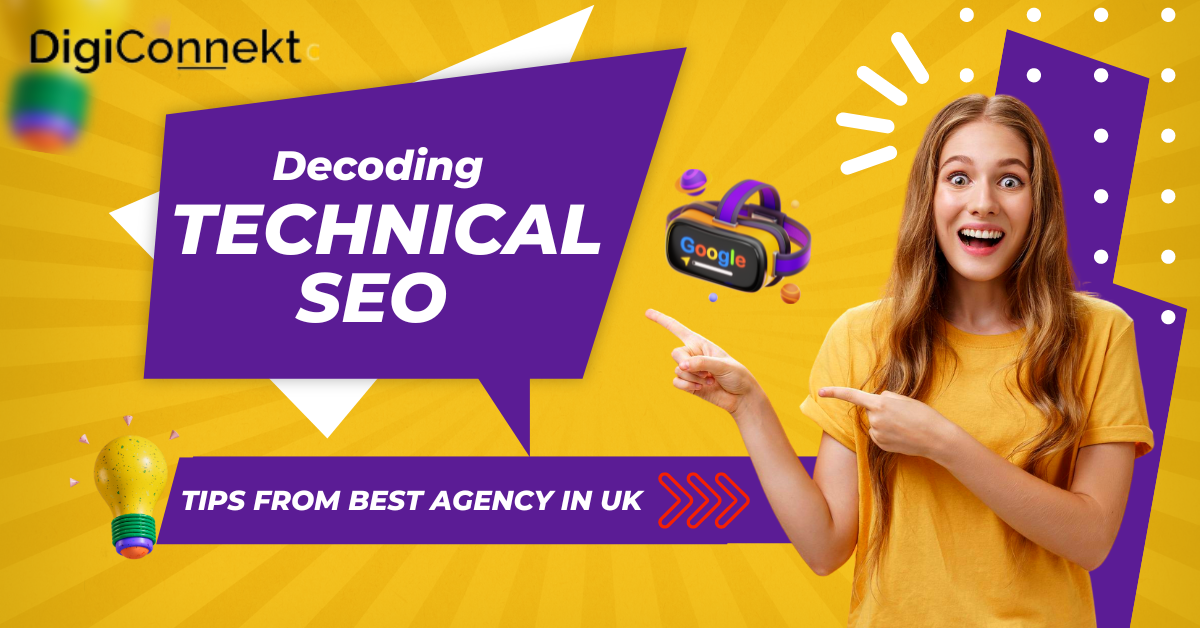 DigiConnekt
Decoding
TECHNICAL
SEO
Google
TIPS FROM BEST AGENCY IN UK